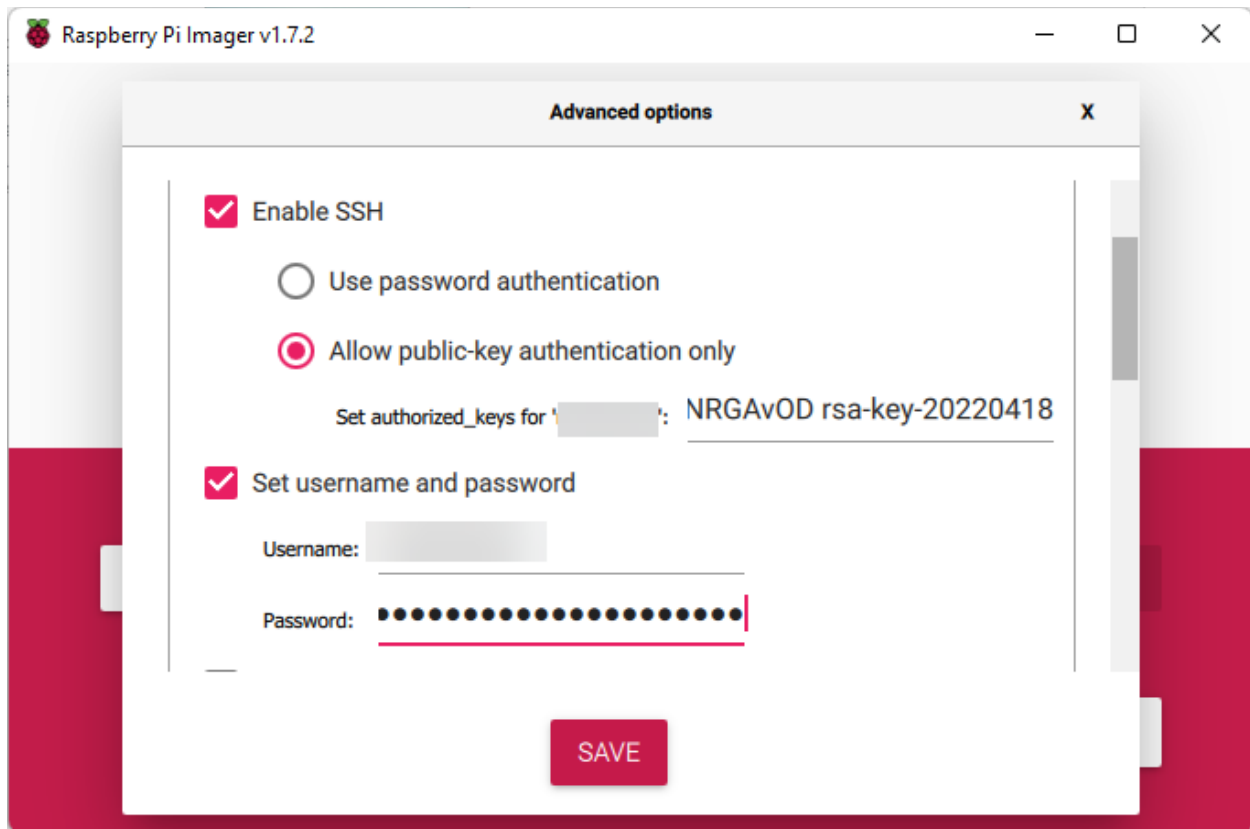 Raspberry Pi Imager v1.7.2
Advanced options
X
Enable SSH
Use password authentication
Allow public-key authentication only
Set authorized_keys for '  ': NRGAvOD rsa-key-20220418
Set username and password
Username:
Password: ●●●●●●●●●●●●●●●●●●●●●
SAVE